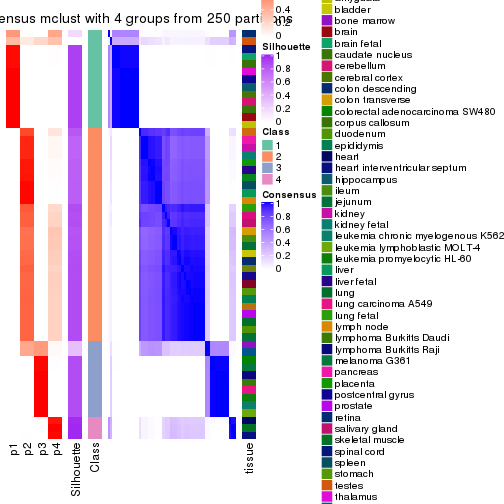 ensus mclust with 4 groups from 250 partitions
0.4
0.2
0
Silhouette
1
0.8
0.6
0.4
0.2
0
Class
1
2
3
4
Consensus
1
0.8
0.6
0.4
0.2
0
p1
p2
p3
p4
Silhouette
Class
tissue
amygdala
bladder
bone marrow
brain
brain fetal
caudate nucleus
cerebellum
cerebral cortex
colon descending
colon transverse
colorectal adenocarcinoma SW480
corpus callosum
duodenum
epididymis
heart
heart interventricular septum
hippocampus
ileum
jejunum
kidney
kidney fetal
leukemia chronic myelogenous K562
leukemia lymphoblastic MOLT-4
leukemia promyelocytic HL-60
liver
liver fetal
lung
lung carcinoma A549
lung fetal
lymph node
lymphoma Burkitts Daudi
lymphoma Burkitts Raji
melanoma G361
pancreas
placenta
postcentral gyrus
prostate
retina
salivary gland
skeletal muscle
spinal cord
spleen
stomach
testes
thalamus